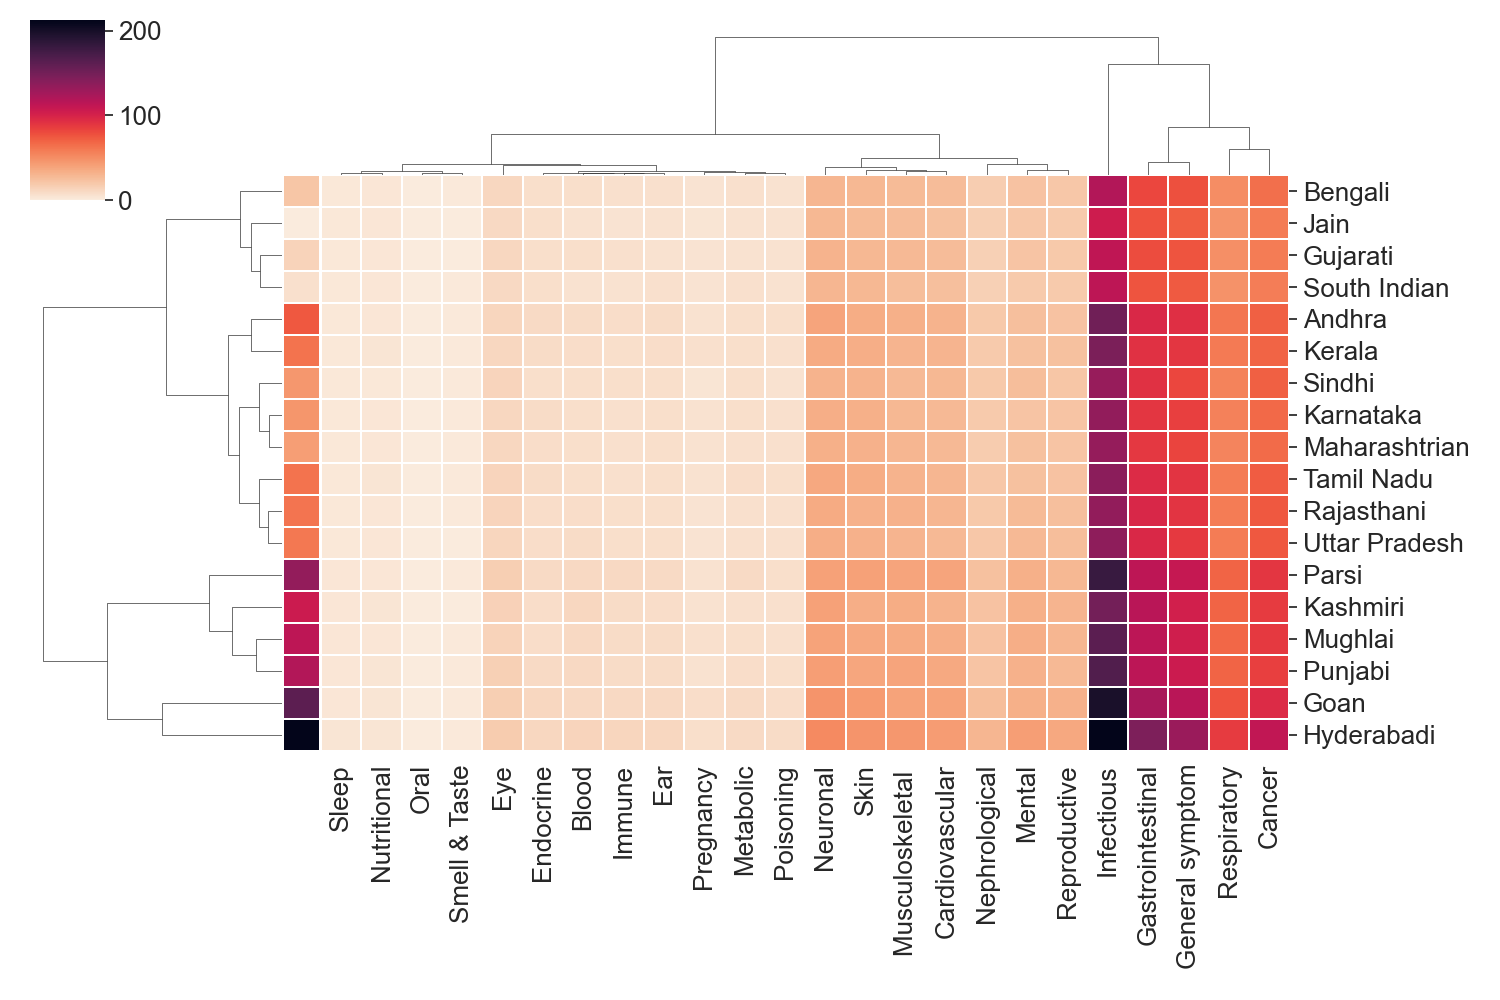 200
100
0
Bengali
Jain
Gujarati
South Indian
Andhra
Kerala
Sindhi
Karnataka
Maharashtrian
Tamil Nadu
Rajasthani
Uttar Pradesh
Parsi
Kashmiri
Mughlai
Punjabi
Goan
Hyderabadi
Sleep
Nutritional
Oral
Smell & Taste
Eye
Endocrine
Blood
Immune
Ear
Pregnancy
Metabolic
Poisoning
Neuronal
Skin
Musculoskeletal
Cardiovascular
Nephrological
Mental
Reproductive
Infectious
Gastrointestinal
General symptom
Respiratory
Cancer